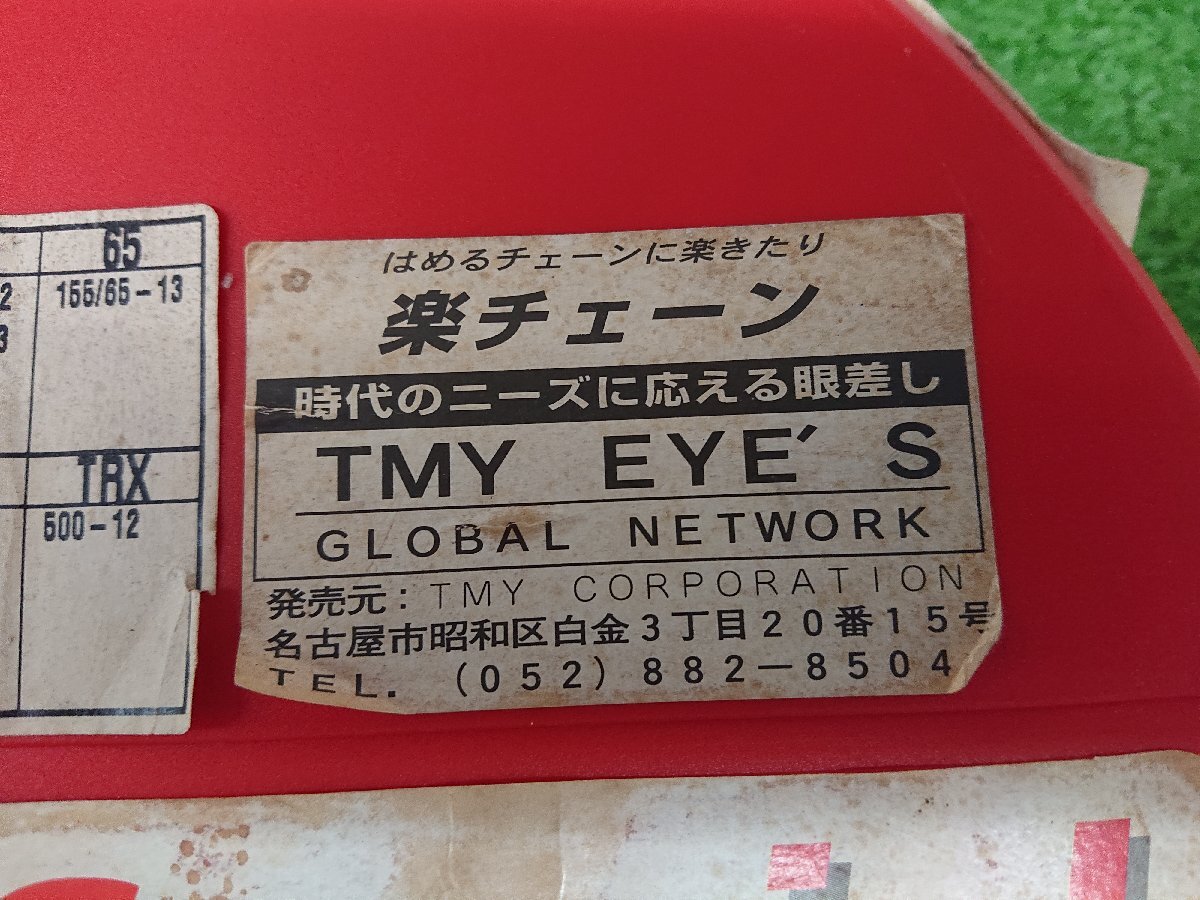 65
155/65-13
2
3
TRX
500-12
はめるチェーンに楽きたり
楽チェーン
時代のニーズに応える眼差し
TMY EYE'S
GLOBAL NETWORK
発売元：TMY CORPORATION
名古屋市昭和区白金3丁目20番15号
TEL. (052)882-8504